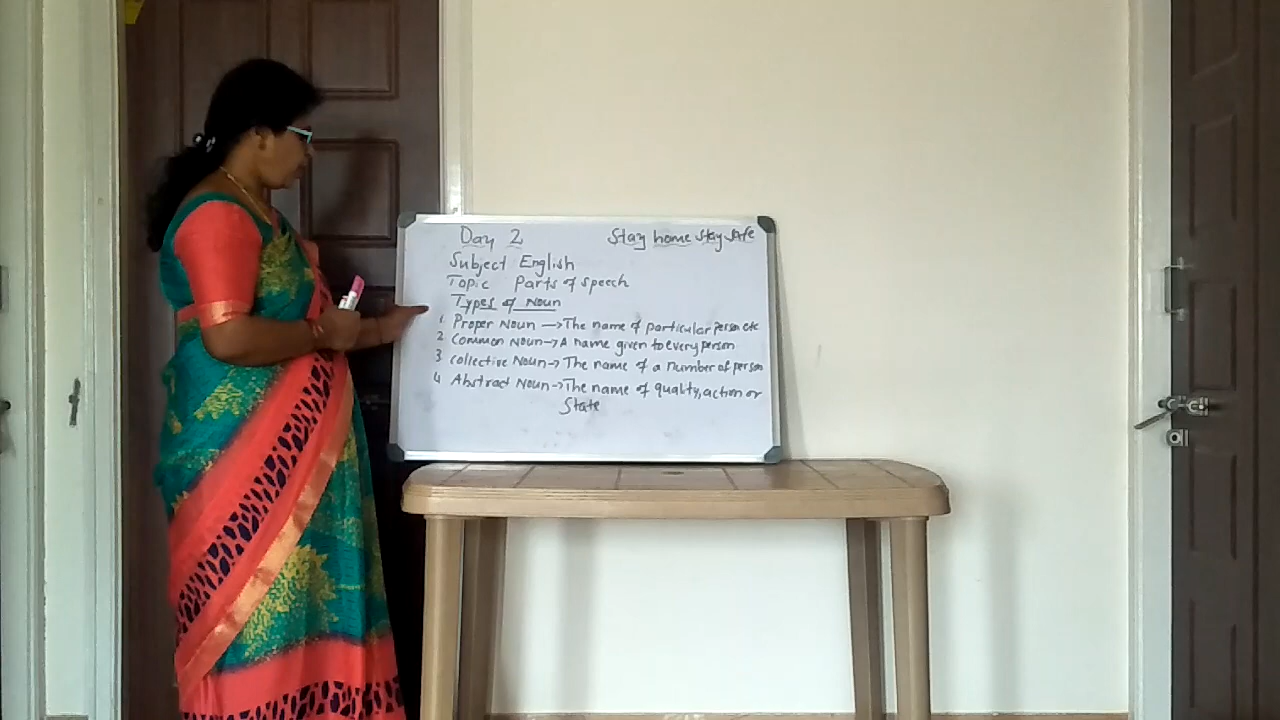 Day 2 Stay home stay safe
Subject English
Topic Parts of speech
Types of Noun
1 Proper Noun → The name of particular person etc
2 Common Noun → A name given to every person
3 Collective Noun → The name of a number of person
4 Abstract Noun → The name of quality, action or
State